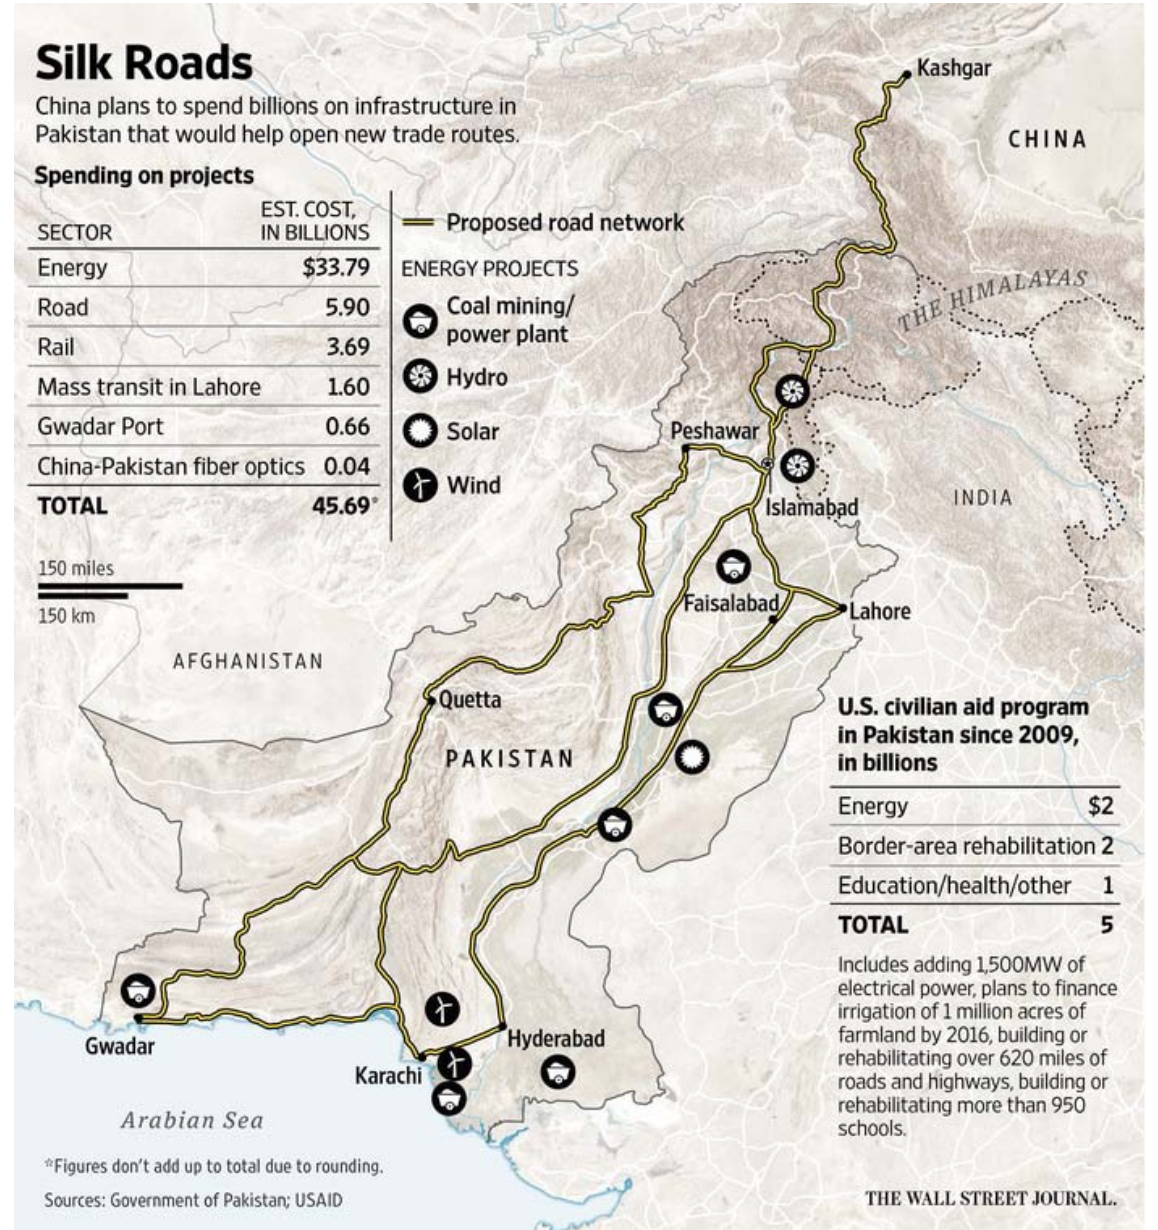 Silk Roads
China plans to spend billions on infrastructure in
Pakistan that would help open new trade routes.
Spending on projects
SECTOR EST. COST, IN BILLIONS
Energy $33.79
Road 5.90
Rail 3.69
Mass transit in Lahore 1.60
Gwadar Port 0.66
China-Pakistan fiber optics 0.04
TOTAL 45.69*
Proposed road network
ENERGY PROJECTS
Coal mining/
power plant
Hydro
Solar
Wind
150 miles
150 km
Kashgar
CHINA
THE HIMALAYAS
Peshawar
Islamabad
INDIA
Faisalabad
Lahore
AFGHANISTAN
Quetta
PAKISTAN
Gwadar
Karachi
Hyderabad
Arabian Sea
U.S. civilian aid program
in Pakistan since 2009,
in billions
Energy $2
Border-area rehabilitation 2
Education/health/other 1
TOTAL 5
Includes adding 1,500MW of
electrical power, plans to finance
irrigation of 1 million acres of
farmland by 2016, building or
rehabilitating over 620 miles of
roads and highways, building or
rehabilitating more than 950
schools.
*Figures don't add up to total due to rounding.
Sources: Government of Pakistan; USAID
THE WALL STREET JOURNAL.